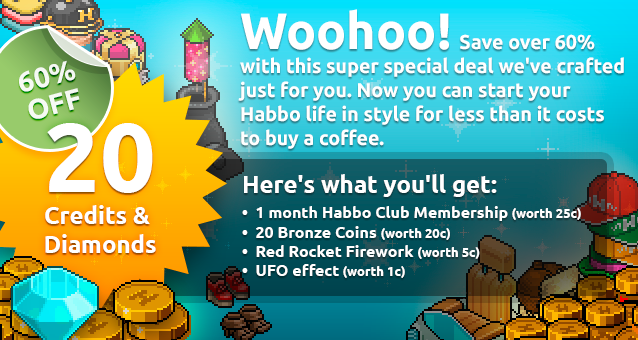 Woohoo! Save over 60%
with this super special deal we've crafted
just for you. Now you can start your
Habbo life in style for less than it costs
to buy a coffee.
60%
OFF
20
Credits &
Diamonds
Here's what you'll get:
• 1 month Habbo Club Membership (worth 25c)
• 20 Bronze Coins (worth 20c)
• Red Rocket Firework (worth 5c)
• UFO effect (worth 1c)